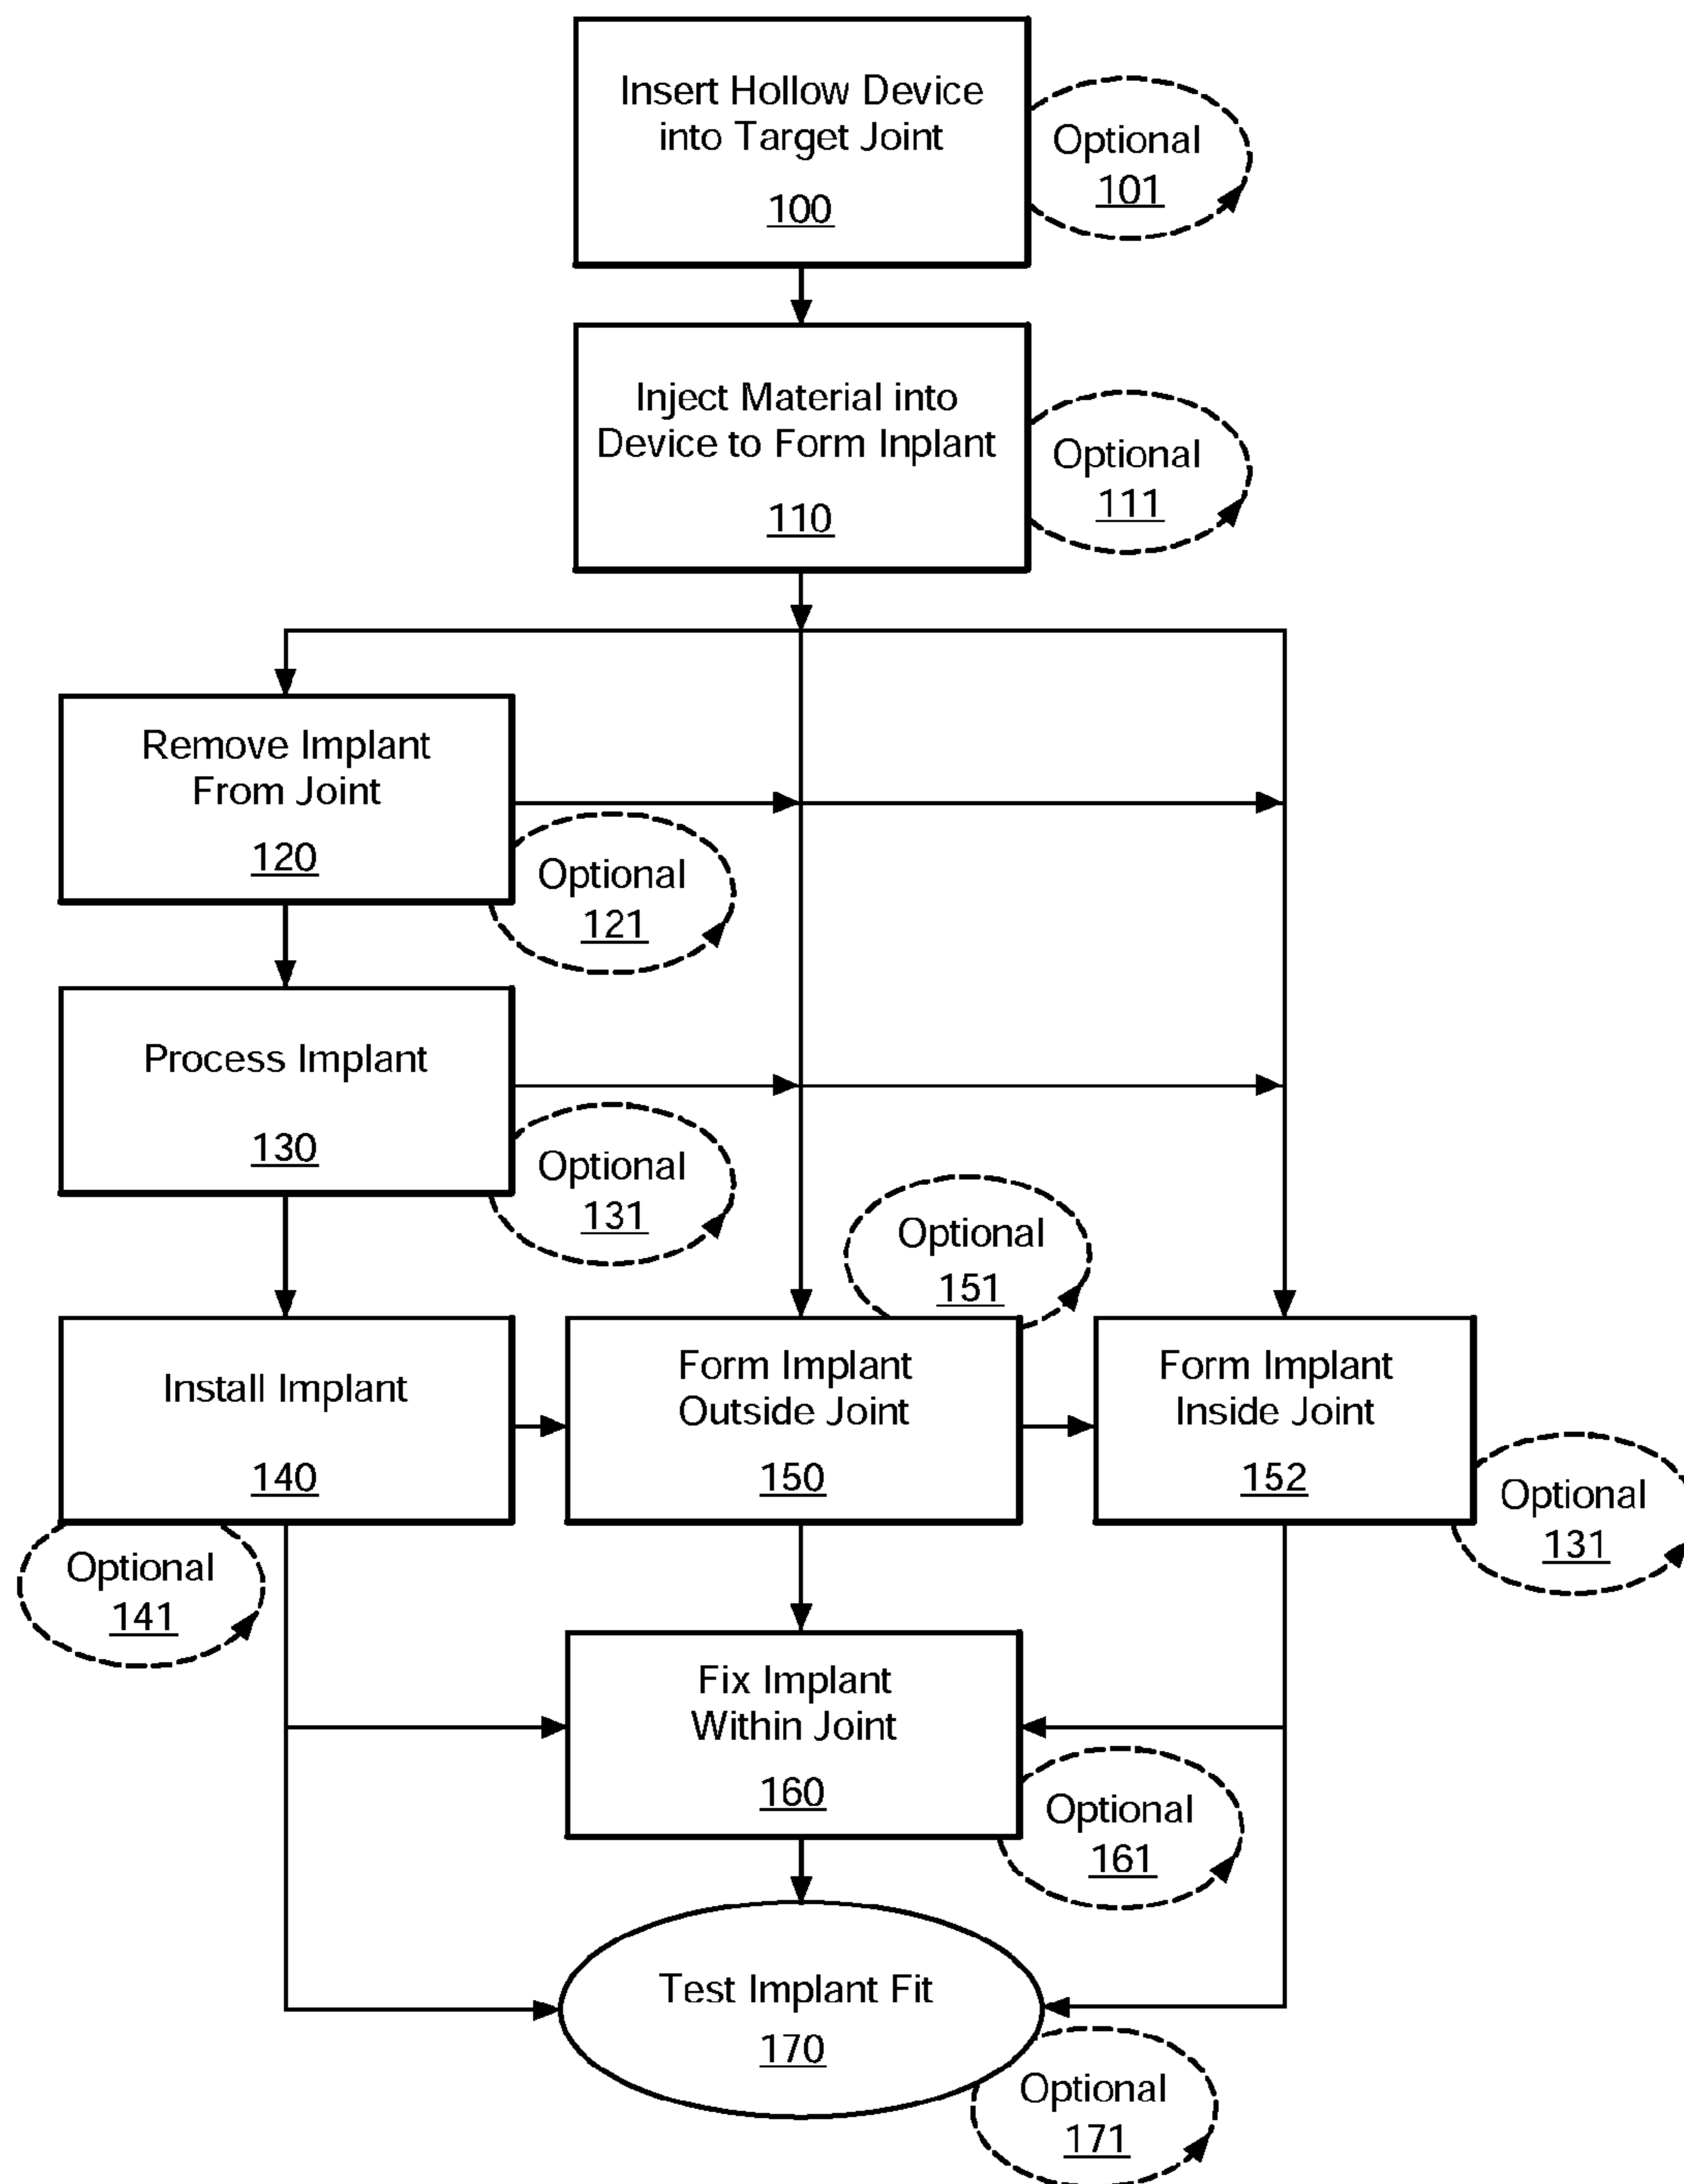 Insert Hollow Device
into Target Joint
100
Optional
101
Inject Material into
Device to Form Inplant
110
Optional
111
Remove Implant
From Joint
120
Optional
121
Process Implant
130
Optional
131
Optional
151
Install Implant
140
Optional
141
Form Implant
Outside Joint
150
Form Implant
Inside Joint
152
Optional
131
Fix Implant
Within Joint
160
Optional
161
Test Implant Fit
170
Optional
171